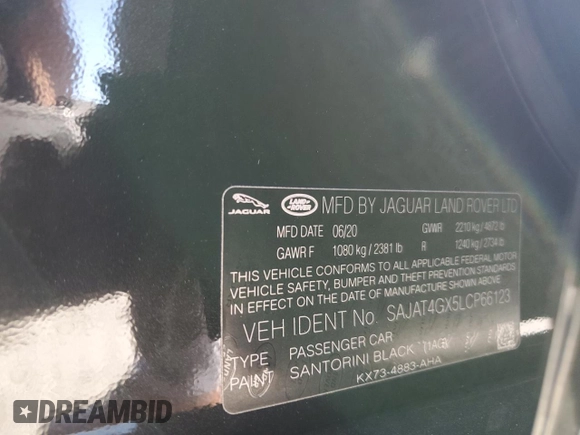 JAGUAR LAND ROVER MFD BY JAGUAR LAND ROVER LTD
MFD DATE 06/20 GVWR 2210 kg / 4872 lb
GAWR F 1080 kg / 2381 lb R 1240 kg / 2734 lb
THIS VEHICLE CONFORMS TO ALL APPLICABLE FEDERAL MOTOR
VEHICLE SAFETY, BUMPER AND THEFT PREVENTION STANDARDS
IN EFFECT ON THE DATE OF MANUFACTURE SHOWN ABOVE
VEH IDENT No. SAJAT4GX5LCP66123
TYPE PASSENGER CAR
PAINT SANTORINI BLACK
KX73-4883-AHA
DREAMBID